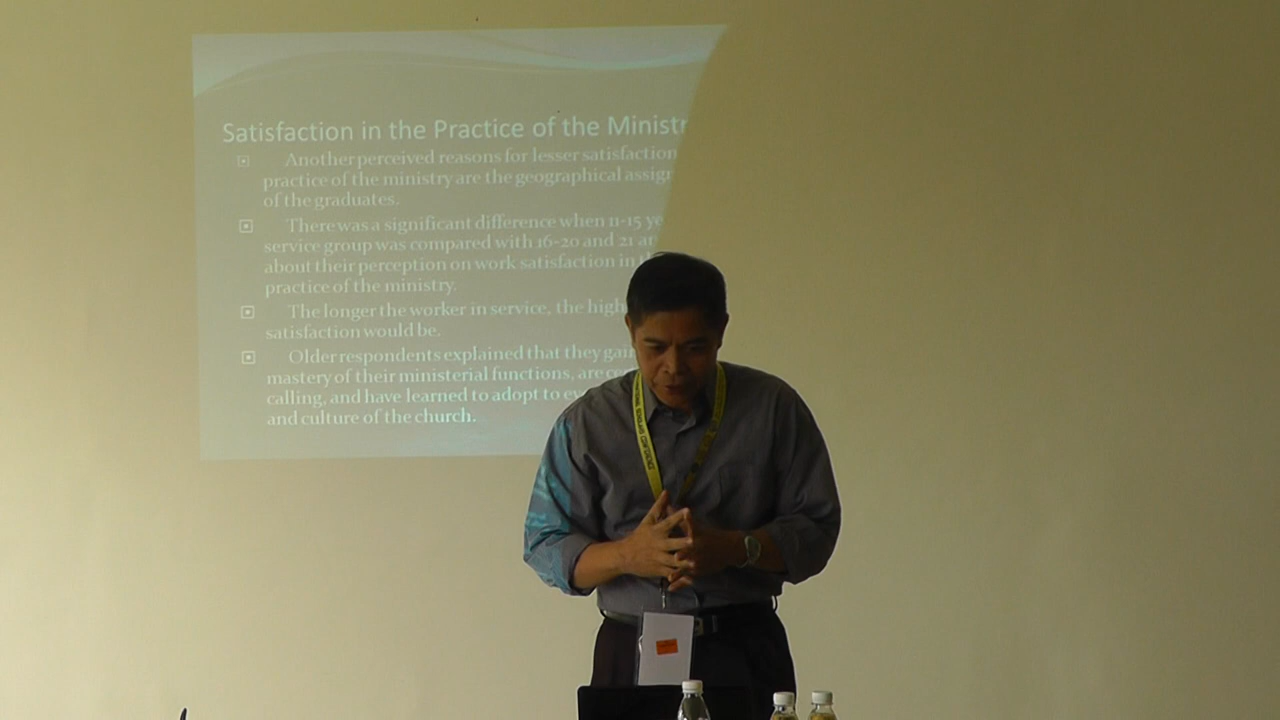 Satisfaction in the Practice of the Ministr
Another perceived reasons for lesser satisfaction
practice of the ministry are the geographical assign
of the graduates.
There was a significant difference when 11-15 ye
service group was compared with 16-20 and 21 an
about their perception on work satisfaction in
practice of the ministry.
The longer the worker in service, the high
satisfaction would be.
Older respondents explained that they gain
mastery of their ministerial functions, are
calling, and have learned to adopt to
and culture of the church.